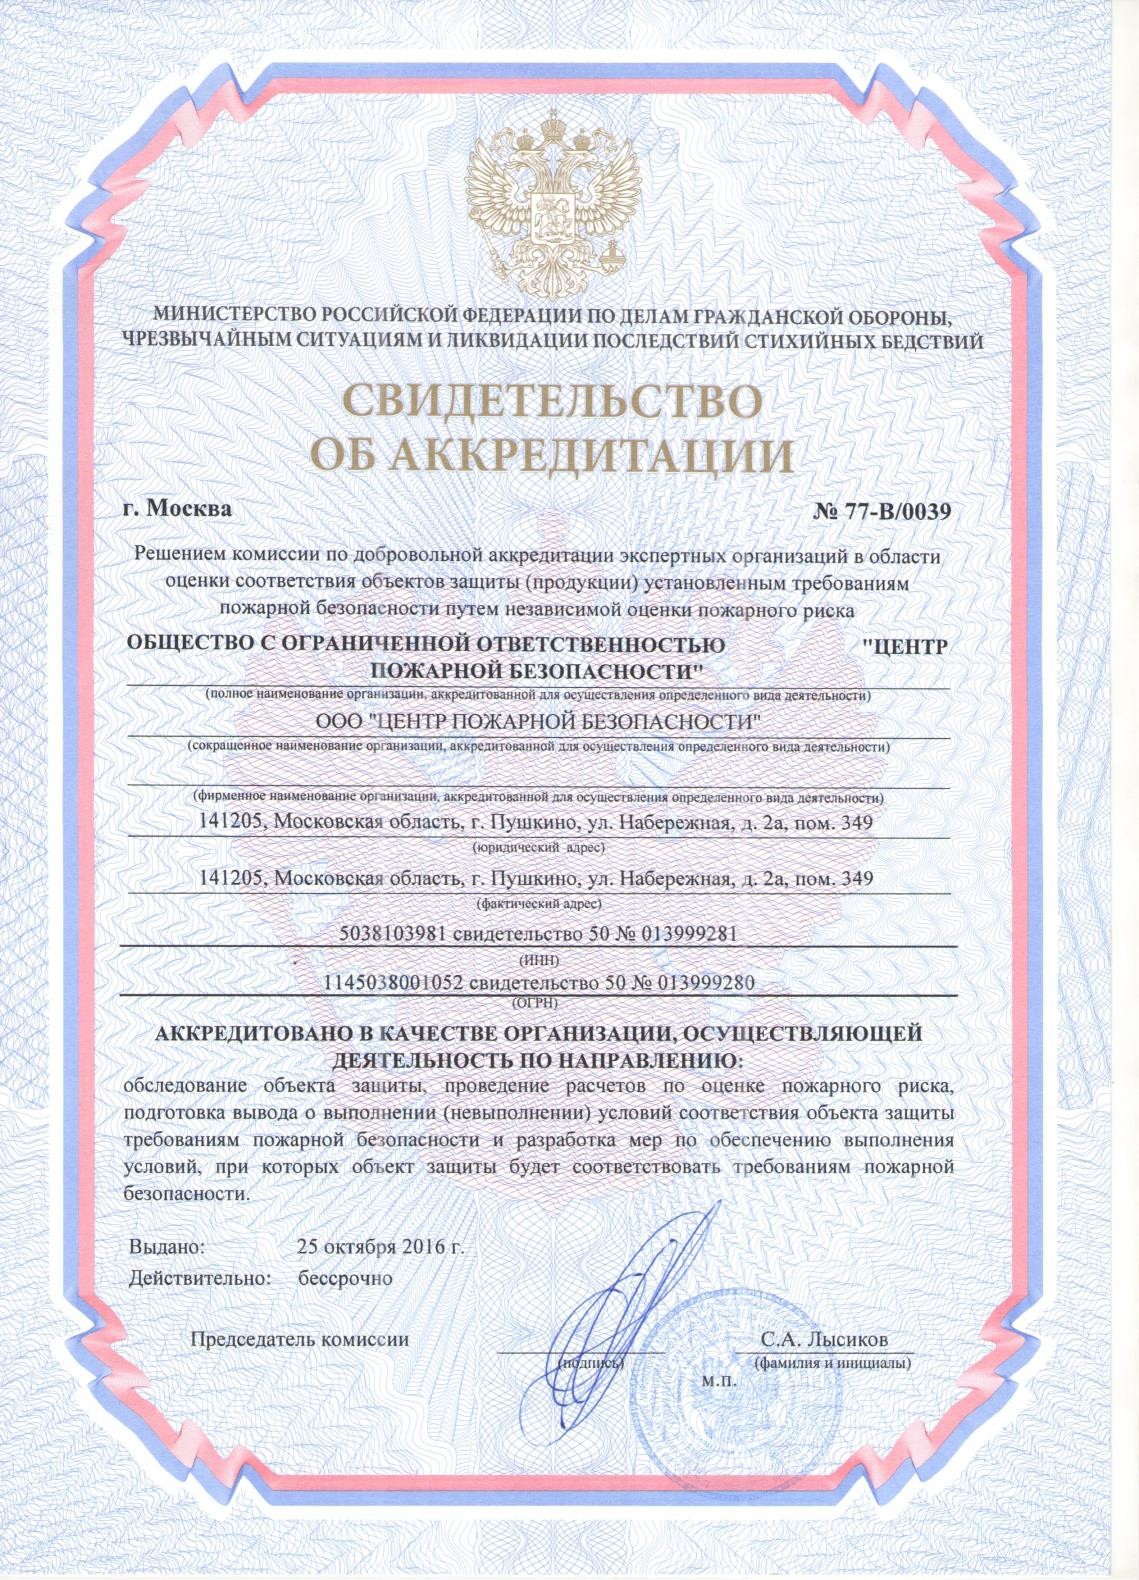 МИНИСТЕРСТВО РОССИЙСКОЙ ФЕДЕРАЦИИ ПО ДЕЛАМ ГРАЖДАНСКОЙ ОБОРОНЫ,
ЧРЕЗВЫЧАЙНЫМ СИТУАЦИЯМ И ЛИКВИДАЦИИ ПОСЛЕДСТВИЙ СТИХИЙНЫХ БЕДСТВИЙ
СВИДЕТЕЛЬСТВО
ОБ АККРЕДИТАЦИИ
г. Москва № 77-В/0039
Решением комиссии по добровольной аккредитации экспертных организаций в области
оценки соответствия объектов защиты (продукции) установленным требованиям
пожарной безопасности путем независимой оценки пожарного риска
ОБЩЕСТВО С ОГРАНИЧЕННОЙ ОТВЕТСТВЕННОСТЬЮ "ЦЕНТР
ПОЖАРНОЙ БЕЗОПАСНОСТИ"
(полное наименование организации, аккредитованной для осуществления определенного вида деятельности)
ООО "ЦЕНТР ПОЖАРНОЙ БЕЗОПАСНОСТИ"
(сокращенное наименование организации, аккредитованной для осуществления определенного вида деятельности)
(фирменное наименование организации, аккредитованной для осуществления определенного вида деятельности)
141205, Московская область, г. Пушкино, ул. Набережная, д. 2а, пом. 349
(юридический адрес)
141205, Московская область, г. Пушкино, ул. Набережная, д. 2а, пом. 349
(фактический адрес)
5038103981 свидетельство 50 № 013999281
(ИНН)
1145038001052 свидетельство 50 № 013999280
(ОГРН)
АККРЕДИТОВАНО В КАЧЕСТВЕ ОРГАНИЗАЦИИ, ОСУЩЕСТВЛЯЮЩЕЙ
ДЕЯТЕЛЬНОСТЬ ПО НАПРАВЛЕНИЮ:
обследование объекта защиты, проведение расчетов по оценке пожарного риска,
подготовка вывода о выполнении (невыполнении) условий соответствия объекта защиты
требованиям пожарной безопасности и разработка мер по обеспечению выполнения
условий, при которых объект защиты будет соответствовать требованиям пожарной
безопасности.
Выдано: 25 октября 2016 г.
Действительно: бессрочно
Председатель комиссии С.А. Лысиков
(подпись) (фамилия и инициалы)
м.п.